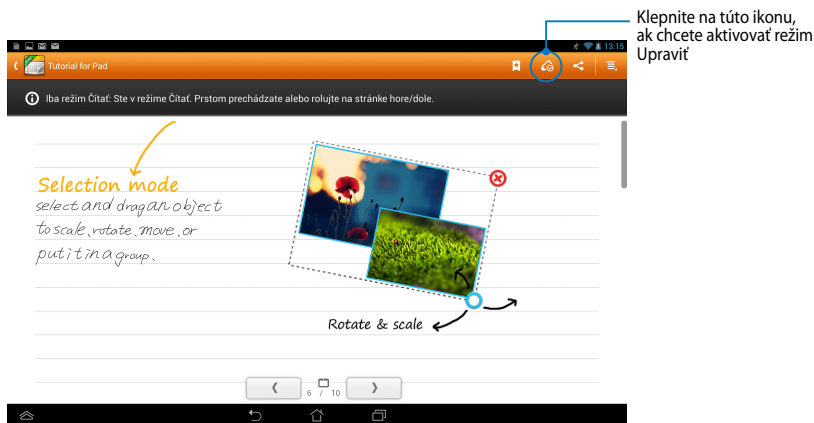 Klepnite na túto ikonu,
ak chcete aktivovať režim
Upraviť
13:15
Tutorial for Pad
Iba režim Čítať: Ste v režime Čítať. Prstom prechádzate alebo rolujte na stránke hore/dole.
Selection mode
select and drag an object
to scale, rotate, move, or
put it in a group.
Rotate & scale
6 / 10